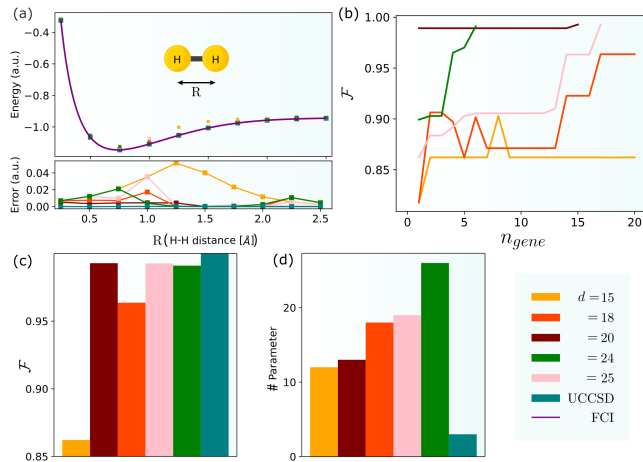 (a)
−0.4
−0.6
−0.8
−1.0
Energy (a.u.)
H H
R
0.04
0.02
0.00
Error (a.u.)
0.5 1.0 1.5 2.0 2.5
R(H-H distance [Å])
(b)
1.00
0.95
0.90
0.85
ℱ
0 5 10 15 20
n_gene
(c)
0.95
0.90
0.85
ℱ
(d)
20
10
0
# Parameter
d = 15
= 18
= 20
= 24
= 25
UCCSD
FCI